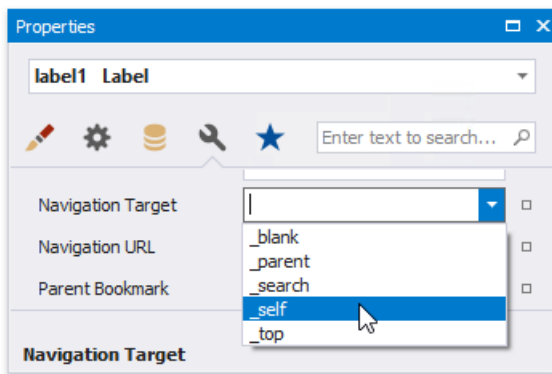 Properties
label1 Label
Enter text to search...
Navigation Target
_blank
Navigation URL
_parent
_search
Parent Bookmark
_self
_top
Navigation Target